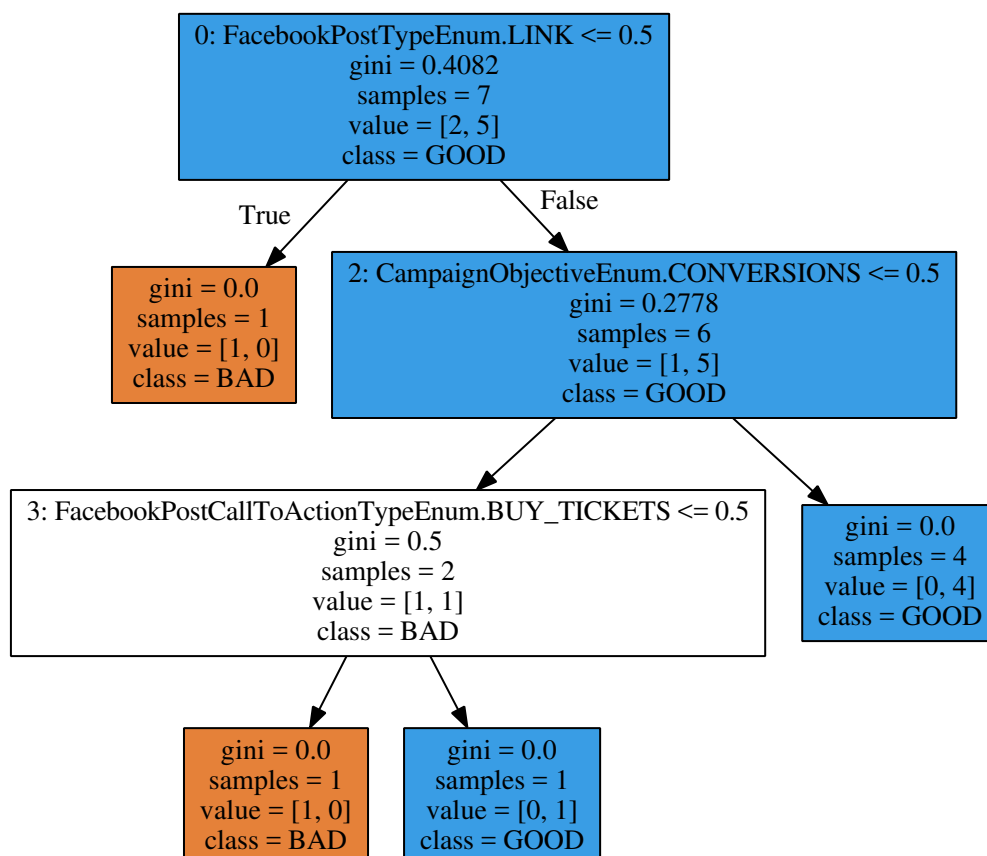 0: FacebookPostTypeEnum.LINK <= 0.5
gini = 0.4082
samples = 7
value = [2, 5]
class = GOOD
True
False
gini = 0.0
samples = 1
value = [1, 0]
class = BAD
2: CampaignObjectiveEnum.CONVERSIONS <= 0.5
gini = 0.2778
samples = 6
value = [1, 5]
class = GOOD
3: FacebookPostCallToActionTypeEnum.BUY_TICKETS <= 0.5
gini = 0.5
samples = 2
value = [1, 1]
class = BAD
gini = 0.0
samples = 4
value = [0, 4]
class = GOOD
gini = 0.0
samples = 1
value = [1, 0]
class = BAD
gini = 0.0
samples = 1
value = [0, 1]
class = GOOD